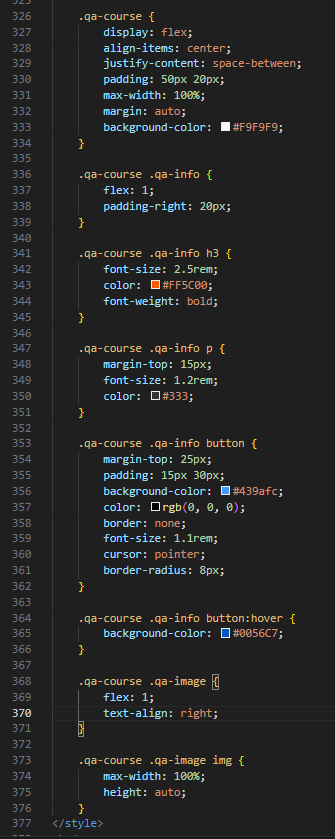 325
326 .qa-course {
327 display: flex;
328 align-items: center;
329 justify-content: space-between;
330 padding: 50px 20px;
331 max-width: 100%;
332 margin: auto;
333 background-color: #F9F9F9;
334 }
335
336 .qa-course .qa-info {
337 flex: 1;
338 padding-right: 20px;
339 }
340
341 .qa-course .qa-info h3 {
342 font-size: 2.5rem;
343 color: #FF5C00;
344 font-weight: bold;
345 }
346
347 .qa-course .qa-info p {
348 margin-top: 15px;
349 font-size: 1.2rem;
350 color: #333;
351 }
352
353 .qa-course .qa-info button {
354 margin-top: 25px;
355 padding: 15px 30px;
356 background-color: #439afc;
357 color: rgb(0, 0, 0);
358 border: none;
359 font-size: 1.1rem;
360 cursor: pointer;
361 border-radius: 8px;
362 }
363
364 .qa-course .qa-info button:hover {
365 background-color: #0056C7;
366 }
367
368 .qa-course .qa-image {
369 flex: 1;
370 text-align: right;
371 }
372
373 .qa-course .qa-image img {
374 max-width: 100%;
375 height: auto;
376 }
377 </style>